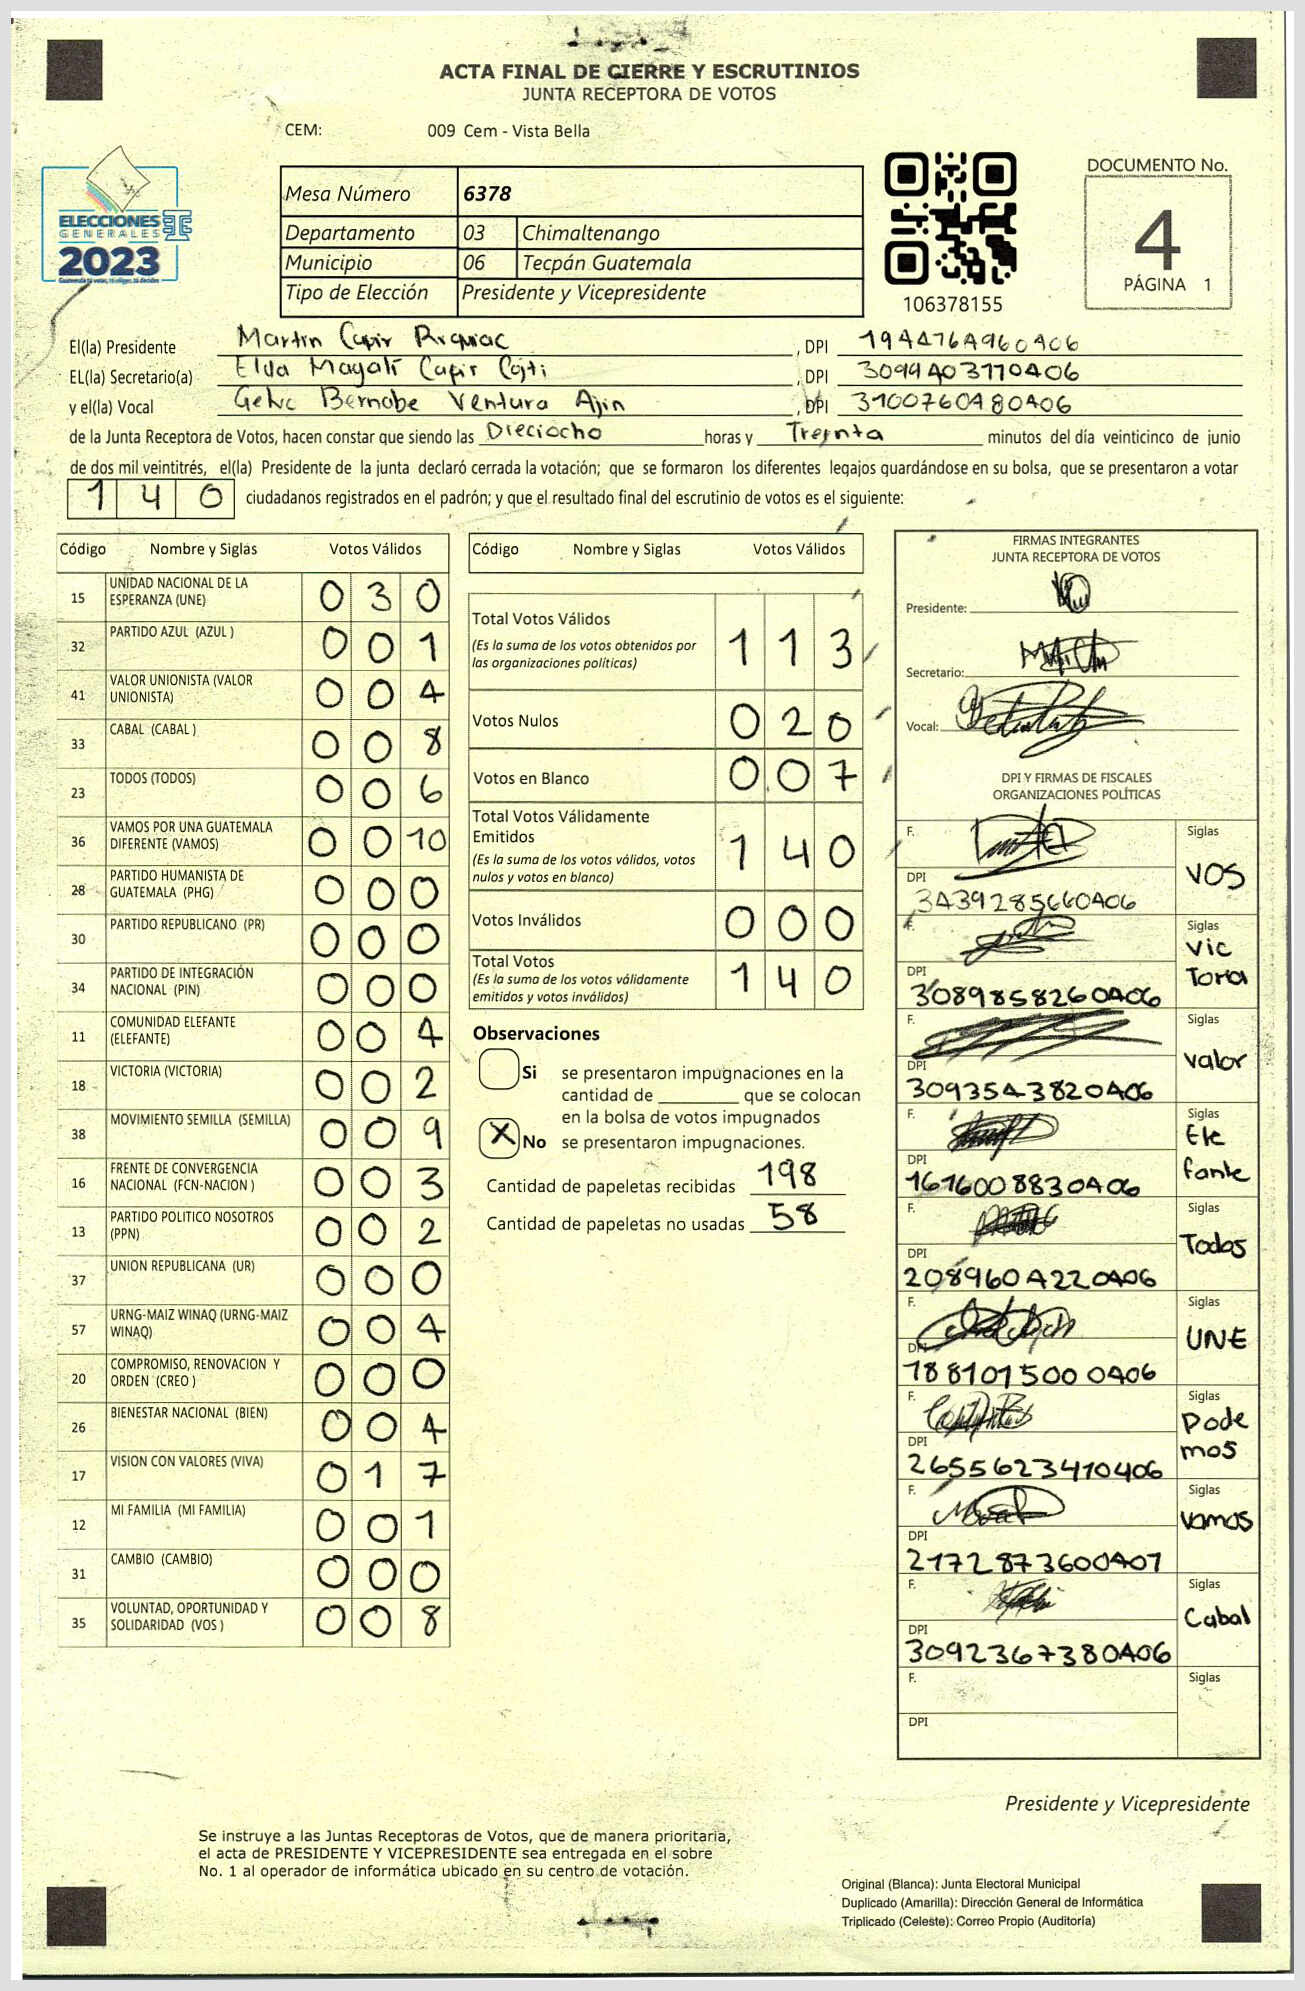 ACTA FINAL DE CIERRE Y ESCRUTINIOS
JUNTA RECEPTORA DE VOTOS
CEM: 009 Cem - Vista Bella
ELECCIONES
GENERALES
2023
TSE
Mesa Número 6378
Departamento 03 Chimaltenango
Municipio 06 Tecpán Guatemala
Tipo de Elección Presidente y Vicepresidente
106378155
DOCUMENTO No.
4
PÁGINA 1
El(la) Presidente Martin Capir , DPI 1944764960406
EL(la) Secretario(a) Elda Magalí Capir Cojti , DPI 3099403170406
y el(la) Vocal Bernabe Ventura Ajin , DPI 3100760480406
de la Junta Receptora de Votos, hacen constar que siendo las Dieciocho horas y Treinta minutos del día veinticinco de junio
de dos mil veintitrés, el(la) Presidente de la junta declaró cerrada la votación; que se formaron los diferentes legajos guardándose en su bolsa, que se presentaron a votar
140 ciudadanos registrados en el padrón; y que el resultado final del escrutinio de votos es el siguiente:
Código Nombre y Siglas Votos Válidos
15 UNIDAD NACIONAL DE LA ESPERANZA (UNE) 0 3 0
32 PARTIDO AZUL (AZUL ) 0 0 1
41 VALOR UNIONISTA (VALOR UNIONISTA) 0 0 4
33 CABAL (CABAL ) 0 0 8
23 TODOS (TODOS) 0 0 6
36 VAMOS POR UNA GUATEMALA DIFERENTE (VAMOS) 0 0 10
28 PARTIDO HUMANISTA DE GUATEMALA (PHG) 0 0 0
30 PARTIDO REPUBLICANO (PR) 0 0 0
34 PARTIDO DE INTEGRACIÓN NACIONAL (PIN) 0 0 0
11 COMUNIDAD ELEFANTE (ELEFANTE) 0 0 4
18 VICTORIA (VICTORIA) 0 0 2
38 MOVIMIENTO SEMILLA (SEMILLA) 0 0 9
16 FRENTE DE CONVERGENCIA NACIONAL (FCN-NACION ) 0 0 3
13 PARTIDO POLITICO NOSOTROS (PPN) 0 0 2
37 UNION REPUBLICANA (UR) 0 0 0
57 URNG-MAIZ WINAQ (URNG-MAIZ WINAQ) 0 0 4
20 COMPROMISO, RENOVACION Y ORDEN (CREO ) 0 0 0
26 BIENESTAR NACIONAL (BIEN) 0 0 4
17 VISION CON VALORES (VIVA) 0 1 7
12 MI FAMILIA (MI FAMILIA) 0 0 1
31 CAMBIO (CAMBIO) 0 0 0
35 VOLUNTAD, OPORTUNIDAD Y SOLIDARIDAD (VOS ) 0 0 8
Código Nombre y Siglas Votos Válidos
Total Votos Válidos 1 1 3
(Es la suma de los votos obtenidos por
las organizaciones políticas)
Votos Nulos 0 2 0
Votos en Blanco 0 0 7
Total Votos Válidamente
Emitidos 1 4 0
(Es la suma de los votos válidos, votos
nulos y votos en blanco)
Votos Inválidos 0 0 0
Total Votos 1 4 0
(Es la suma de los votos válidamente
emitidos y votos inválidos)
Observaciones
Si se presentaron impugnaciones en la
cantidad de ________ que se colocan
en la bolsa de votos impugnados
X No se presentaron impugnaciones.
Cantidad de papeletas recibidas 198
Cantidad de papeletas no usadas 58
FIRMAS INTEGRANTES
JUNTA RECEPTORA DE VOTOS
Presidente:
Secretario:
Vocal:
DPI Y FIRMAS DE FISCALES
ORGANIZACIONES POLÍTICAS
F. Siglas VOS
DPI 3439285660406
F. Siglas Victoria
DPI 3089858260406
F. Siglas Valor
DPI 3093543820406
F. Siglas Elefante
DPI 1616008830406
F. Siglas Todos
DPI 2089604220406
F. Siglas UNE
DPI 1881015000406
F. Siglas Podemos
DPI 2655623410406
F. Siglas Vamos
DPI 2172873600407
F. Siglas Cabal
DPI 3092367380406
F. Siglas
DPI
Presidente y Vicepresidente
Se instruye a las Juntas Receptoras de Votos, que de manera prioritaria,
el acta de PRESIDENTE Y VICEPRESIDENTE sea entregada en el sobre
No. 1 al operador de informática ubicado en su centro de votación.
Original (Blanca): Junta Electoral Municipal
Duplicado (Amarilla): Dirección General de Informática
Triplicado (Celeste): Correo Propio (Auditoría)